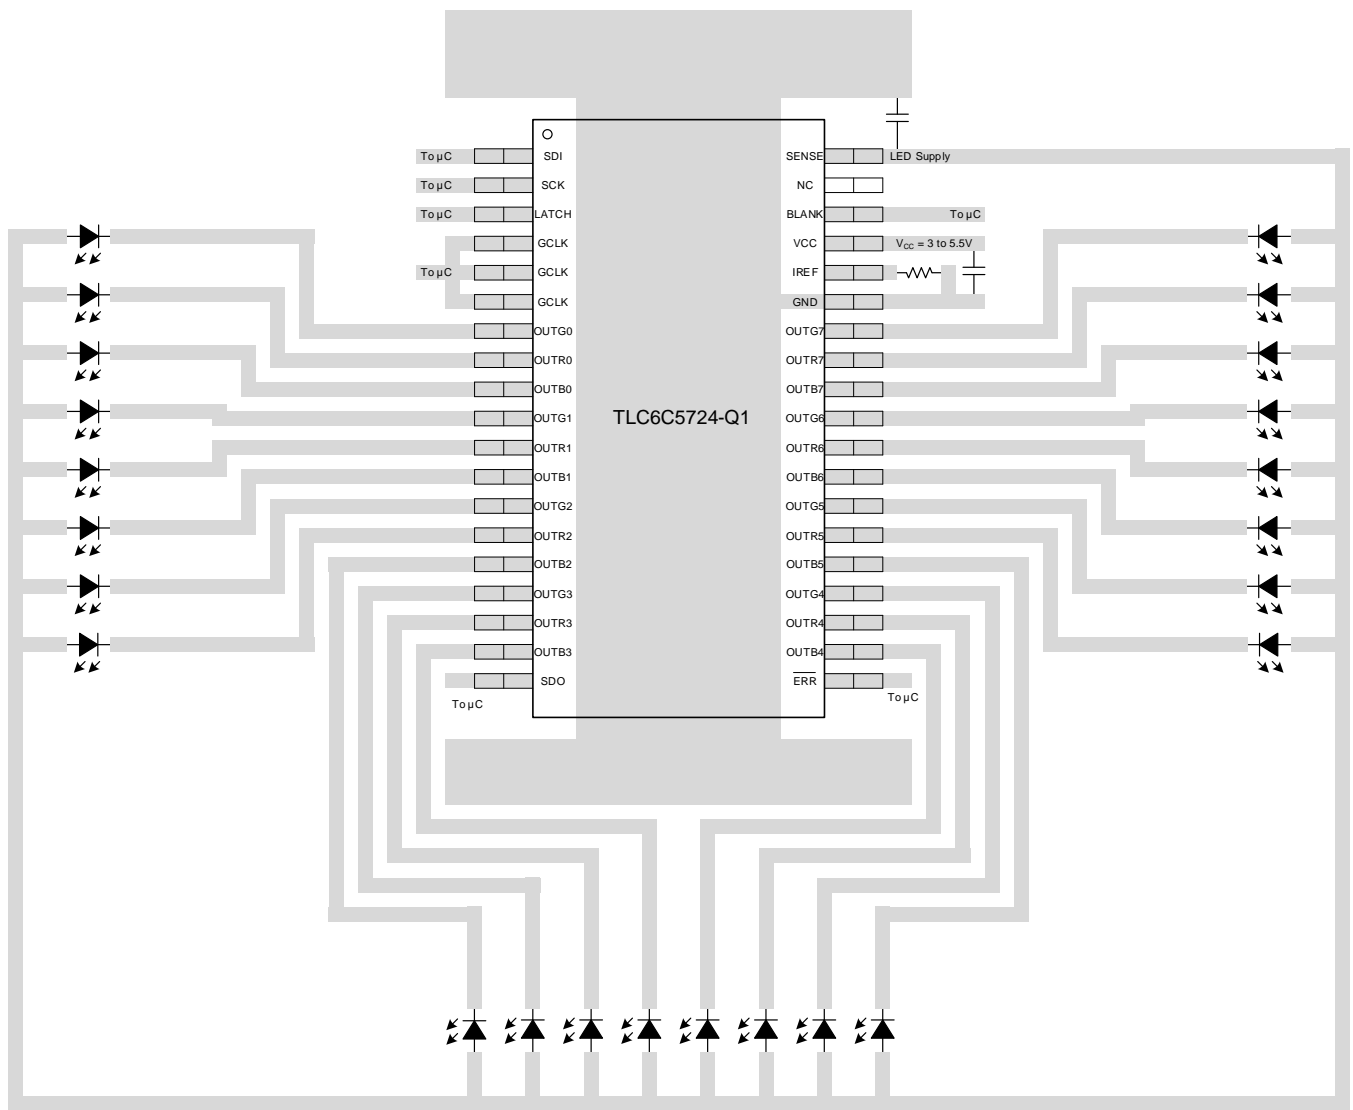 SDI
SCK
LATCH
GCLK
GCLK
GCLK
OUTG0
OUTR0
OUTB0
OUTG1
OUTR1
OUTB1
OUTG2
OUTR2
OUTB2
OUTG3
OUTR3
OUTB3
SDO
To µC
To µC
To µC
To µC
To µC
TLC6C5724-Q1
SENSE
NC
BLANK
VCC
IREF
GND
OUTG7
OUTR7
OUTB7
OUTG6
OUTR6
OUTB6
OUTG5
OUTR5
OUTB5
OUTG4
OUTR4
OUTB4
ERR
LED Supply
To µC
VCC = 3 to 5.5V
To µC